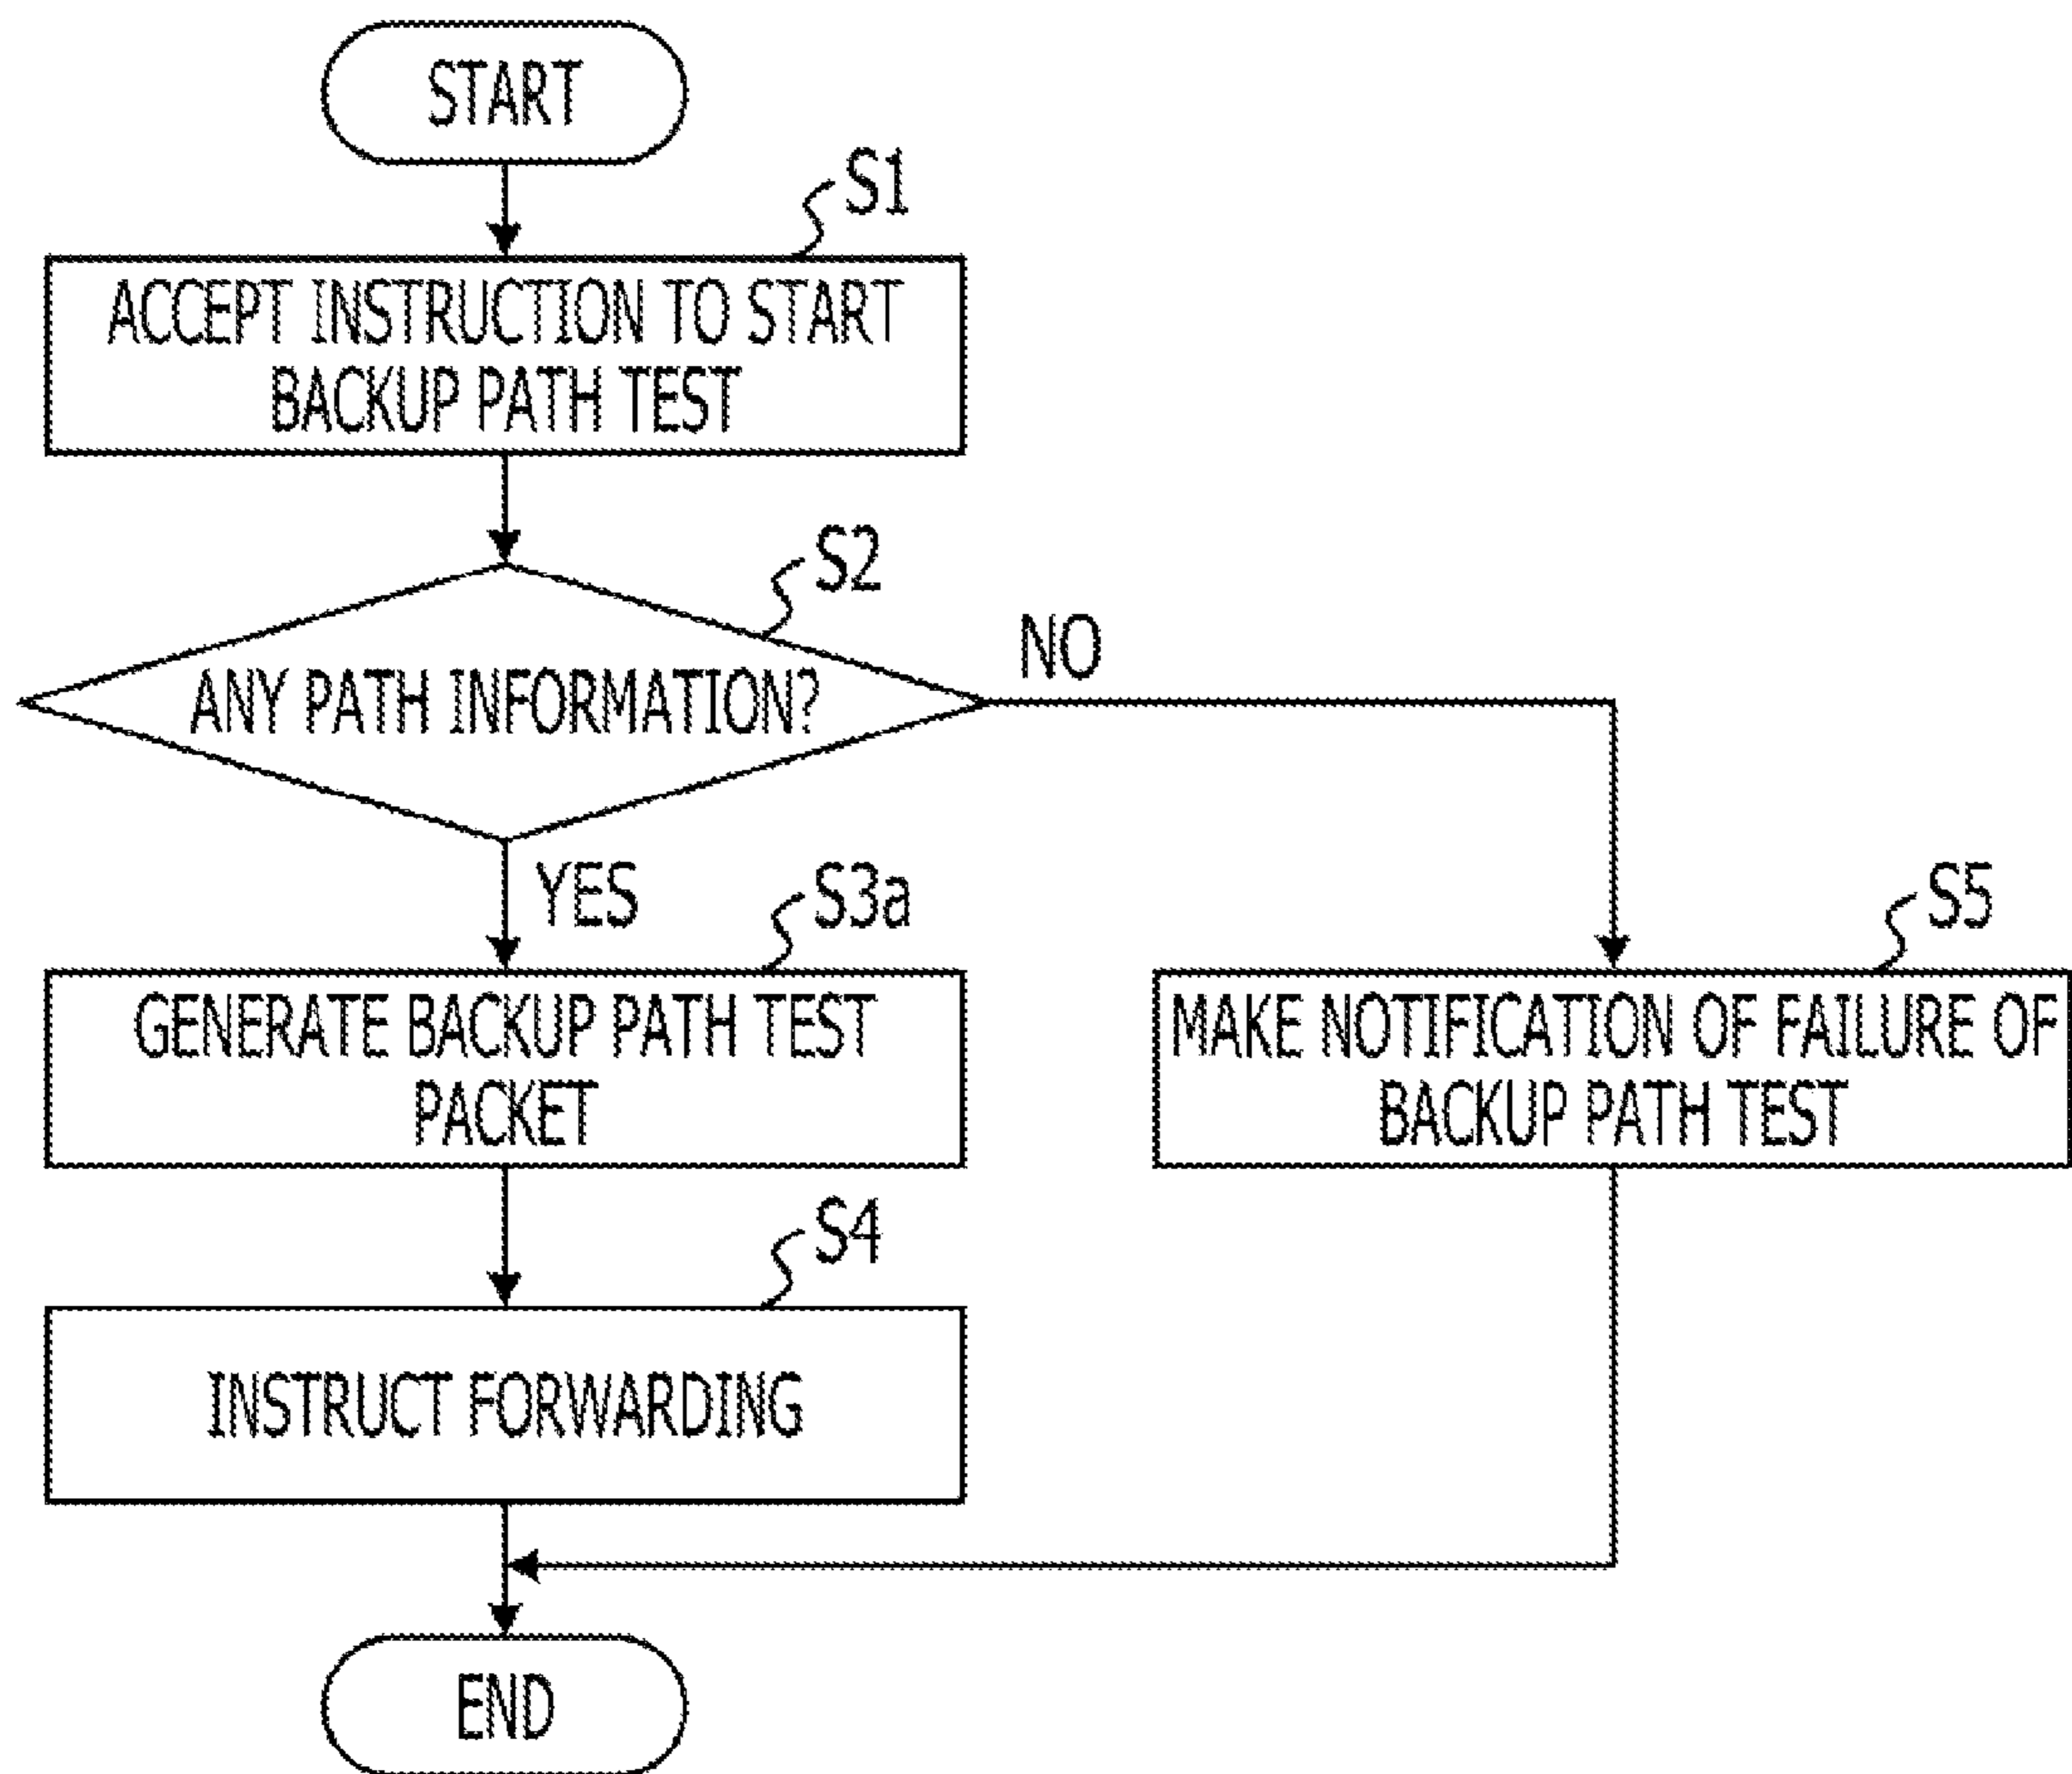 START
S1
ACCEPT INSTRUCTION TO START
BACKUP PATH TEST
S2
ANY PATH INFORMATION?
NO
YES
S3a
GENERATE BACKUP PATH TEST
PACKET
S5
MAKE NOTIFICATION OF FAILURE OF
BACKUP PATH TEST
S4
INSTRUCT FORWARDING
END